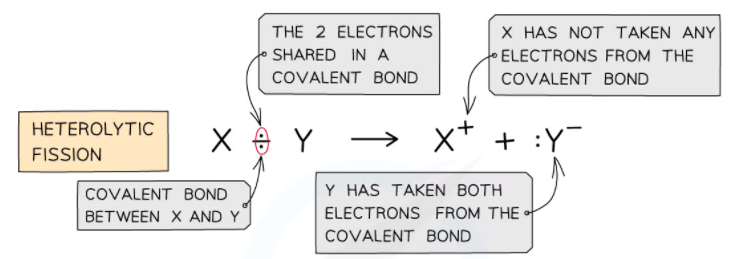 THE 2 ELECTRONS
SHARED IN A
COVALENT BOND
X HAS NOT TAKEN ANY
ELECTRONS FROM THE
COVALENT BOND
HETEROLYTIC
FISSION
X ÷ Y → X⁺ + :Y⁻
COVALENT BOND
BETWEEN X AND Y
Y HAS TAKEN BOTH
ELECTRONS FROM THE
COVALENT BOND